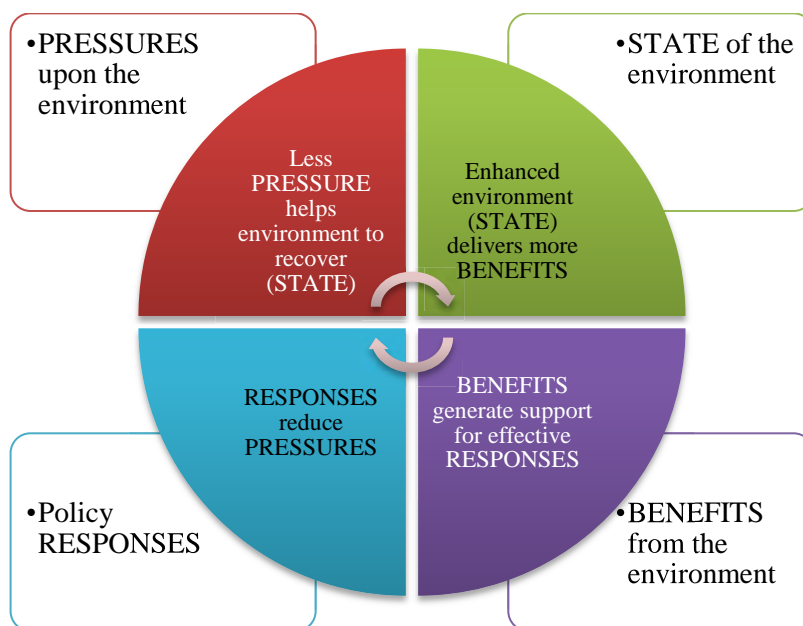 •PRESSURES
upon the
environment
•STATE of the
environment
Less
PRESSURE
helps
environment to
recover
(STATE)
Enhanced
environment
(STATE)
delivers more
BENEFITS
RESPONSES
reduce
PRESSURES
BENEFITS
generate support
for effective
RESPONSES
•Policy
RESPONSES
•BENEFITS
from the
environment